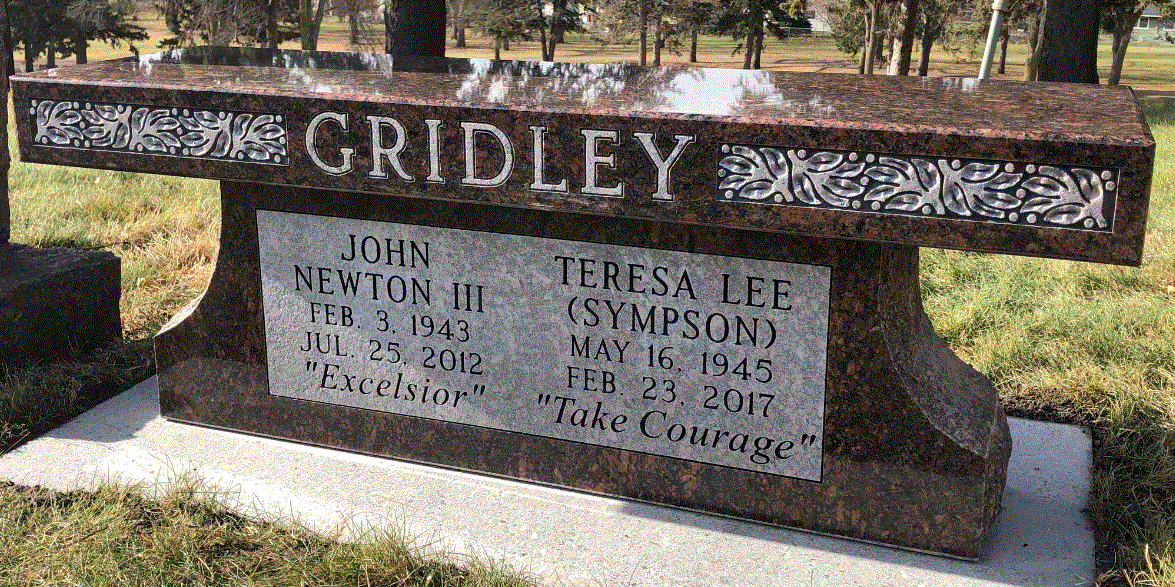 GRIDLEY
JOHN
NEWTON III
FEB. 3, 1943
JUL. 25, 2012
"Excelsior"
TERESA LEE
(SYMPSON)
MAY 16, 1945
FEB. 23, 2017
"Take Courage"